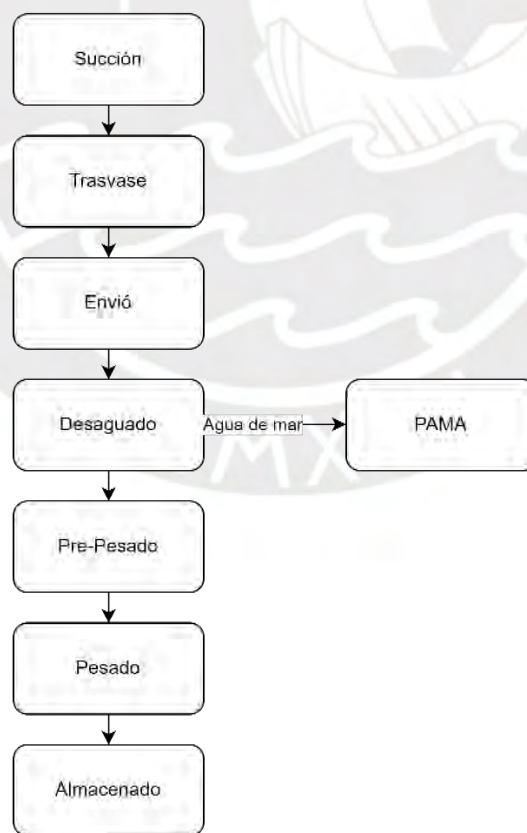 Succión
Trasvase
Envió
Desaguado
Agua de mar
PAMA
Pre-Pesado
Pesado
Almacenado